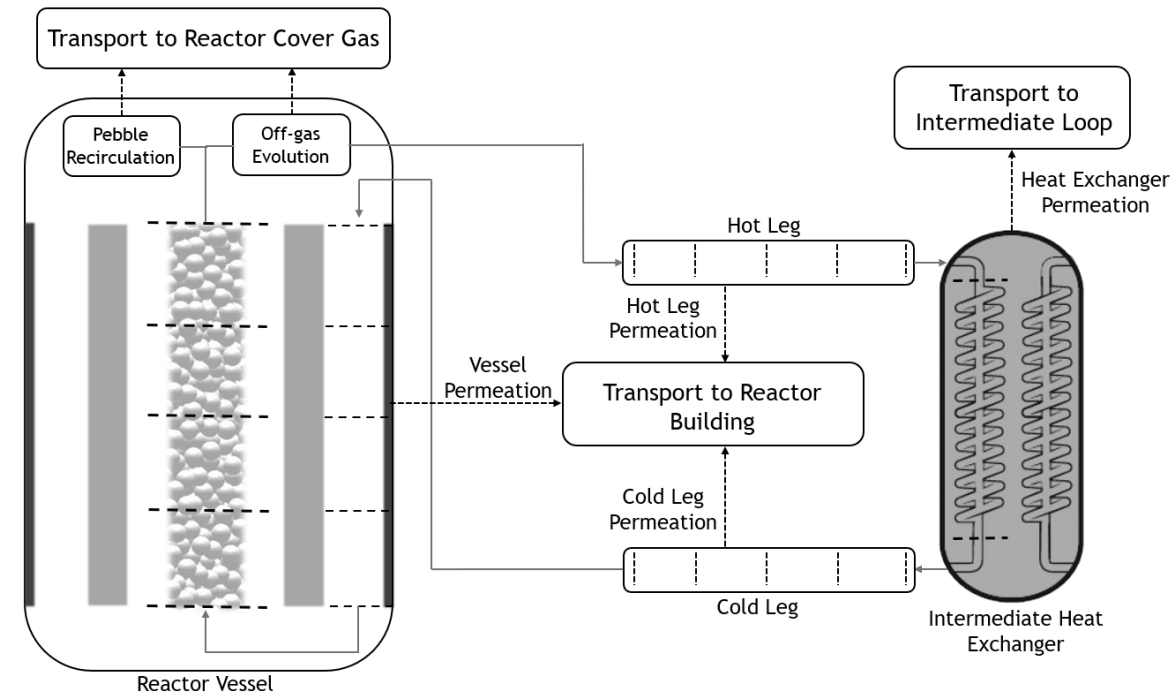 Transport to Reactor Cover Gas
Pebble
Recirculation
Off-gas
Evolution
Transport to
Intermediate Loop
Heat Exchanger
Permeation
Hot Leg
Hot Leg
Permeation
Vessel
Permeation
Transport to Reactor
Building
Cold Leg
Permeation
Cold Leg
Intermediate Heat
Exchanger
Reactor Vessel